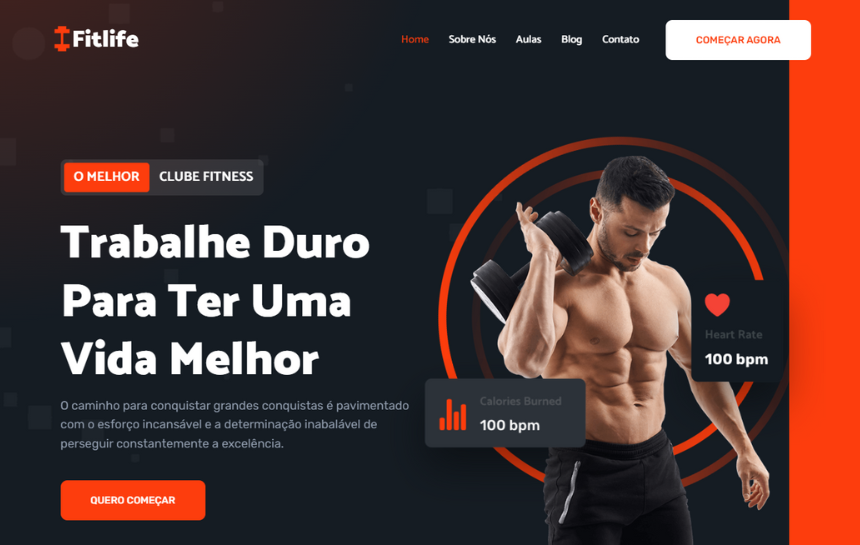 Fitlife
Home
Sobre Nós
Aulas
Blog
Contato
COMEÇAR AGORA
O MELHOR CLUBE FITNESS
Trabalhe Duro
Para Ter Uma
Vida Melhor
O caminho para conquistar grandes conquistas é pavimentado
com o esforço incansável e a determinação inabalável de
perseguir constantemente a excelência.
QUERO COMEÇAR
Heart Rate
100 bpm
Calories Burned
100 bpm